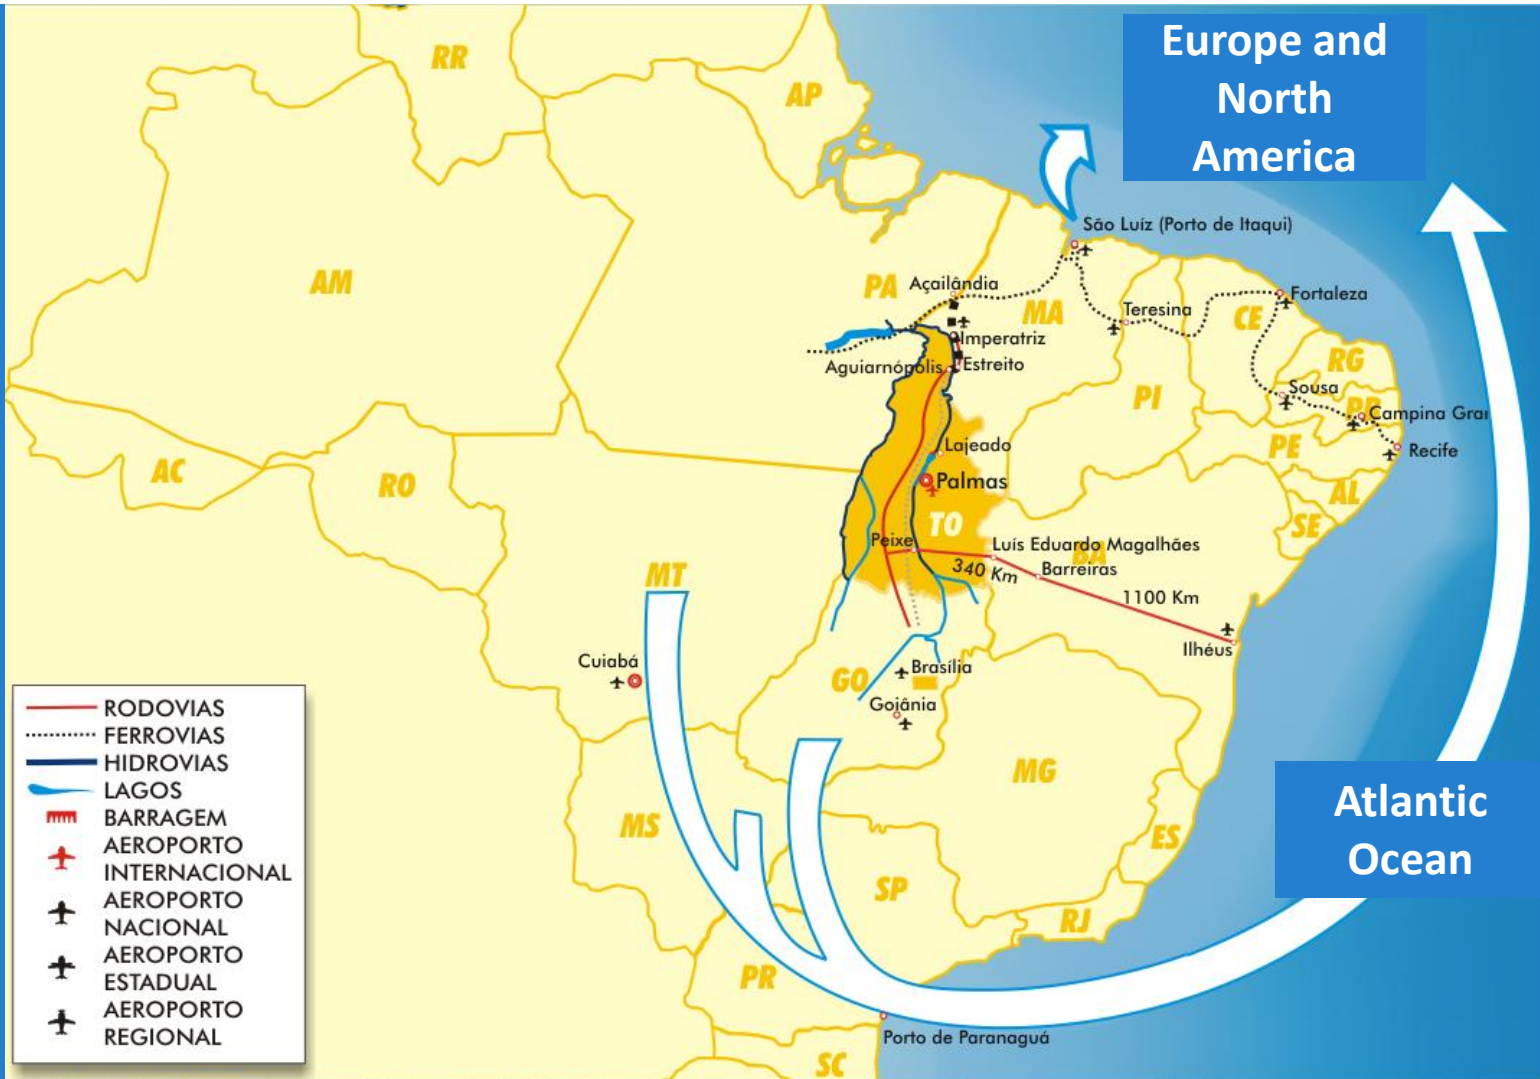 Europe and
North
America
RR
AP
São Luíz (Porto de Itaqui)
AM
PA
Açailândia
MA
Teresina
CE
Fortaleza
Imperatriz
Aguiarnópolis
Estreito
RG
PI
Sousa
PB
Campina Gra
Lajeado
PE
Recife
AC
RO
Palmas
AL
TO
SE
Peixe
Luís Eduardo Magalhães
BA
MT
340 Km
Barreiras
1100 Km
Ilhéus
Cuiabá
GO
Brasília
Goiânia
RODOVIAS
FERROVIAS
HIDROVIAS
LAGOS
BARRAGEM
AEROPORTO
INTERNACIONAL
AEROPORTO
NACIONAL
AEROPORTO
ESTADUAL
AEROPORTO
REGIONAL
MG
MS
ES
Atlantic
Ocean
SP
RJ
PR
Porto de Paranaguá
SC